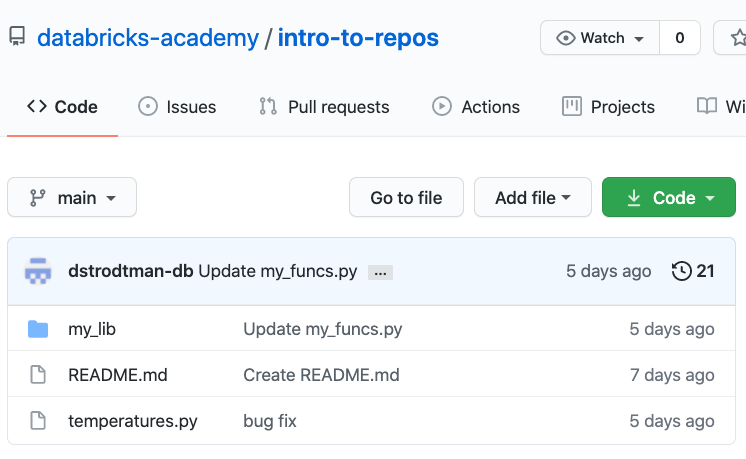 databricks-academy / intro-to-repos Watch 0
Code Issues Pull requests Actions Projects Wi
main Go to file Add file Code
dstrodtman-db Update my_funcs.py ... 5 days ago 21
my_lib Update my_funcs.py 5 days ago
README.md Create README.md 7 days ago
temperatures.py bug fix 5 days ago